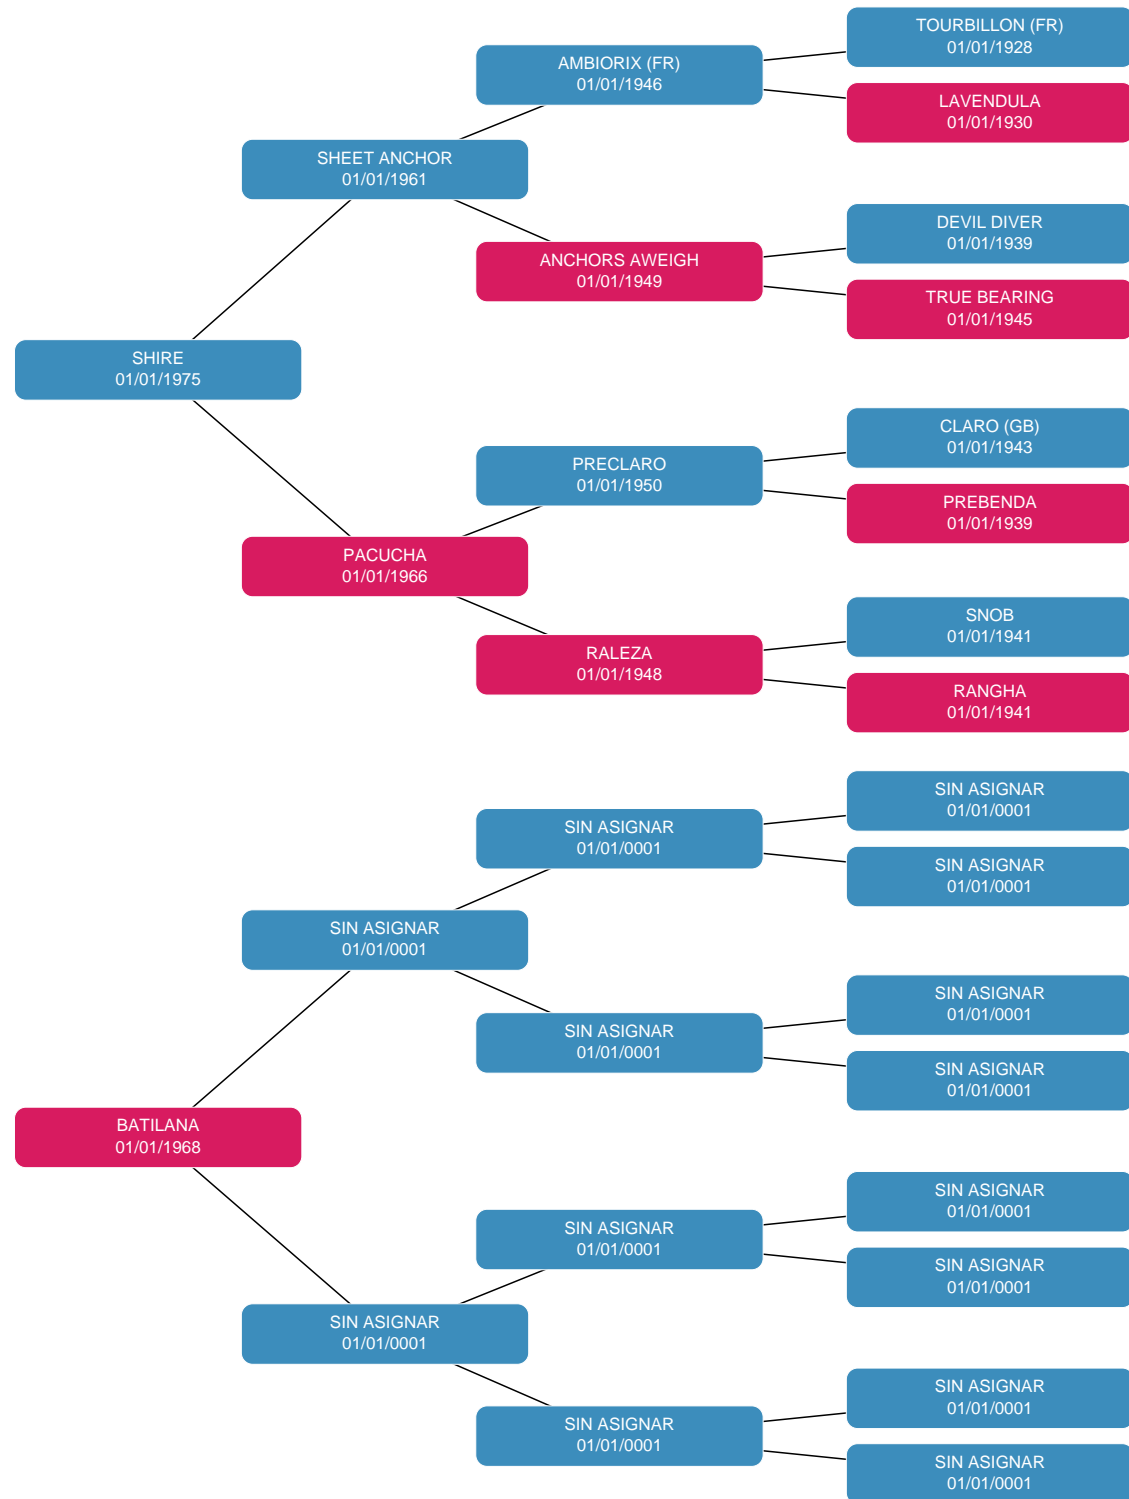 TOURBILLON (FR)
01/01/1928
AMBIORIX (FR)
01/01/1946
LAVENDULA
01/01/1930
SHEET ANCHOR
01/01/1961
DEVIL DIVER
01/01/1939
ANCHORS AWEIGH
01/01/1949
TRUE BEARING
01/01/1945
SHIRE
01/01/1975
CLARO (GB)
01/01/1943
PRECLARO
01/01/1950
PREBENDA
01/01/1939
PACUCHA
01/01/1966
SNOB
01/01/1941
RALEZA
01/01/1948
RANGHA
01/01/1941
SIN ASIGNAR
01/01/0001
SIN ASIGNAR
01/01/0001
SIN ASIGNAR
01/01/0001
SIN ASIGNAR
01/01/0001
SIN ASIGNAR
01/01/0001
SIN ASIGNAR
01/01/0001
SIN ASIGNAR
01/01/0001
BATILANA
01/01/1968
SIN ASIGNAR
01/01/0001
SIN ASIGNAR
01/01/0001
SIN ASIGNAR
01/01/0001
SIN ASIGNAR
01/01/0001
SIN ASIGNAR
01/01/0001
SIN ASIGNAR
01/01/0001
SIN ASIGNAR
01/01/0001